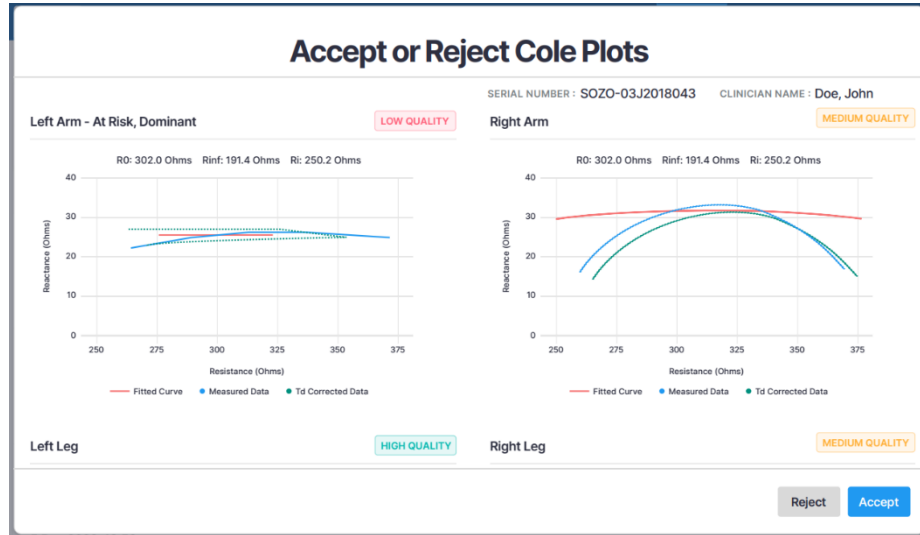 Accept or Reject Cole Plots
SERIAL NUMBER : SOZO-03J2018043 CLINICIAN NAME : Doe, John
Left Arm - At Risk, Dominant LOW QUALITY
R0: 302.0 Ohms Rinf: 191.4 Ohms Ri: 250.2 Ohms
40
30
20
10
0
Reactance (Ohms)
250 275 300 325 350 375
Resistance (Ohms)
Fitted Curve Measured Data Td Corrected Data
Right Arm MEDIUM QUALITY
R0: 302.0 Ohms Rinf: 191.4 Ohms Ri: 250.2 Ohms
40
30
20
10
0
Reactance (Ohms)
250 275 300 325 350 375
Resistance (Ohms)
Fitted Curve Measured Data Td Corrected Data
Left Leg HIGH QUALITY
Right Leg MEDIUM QUALITY
Reject Accept